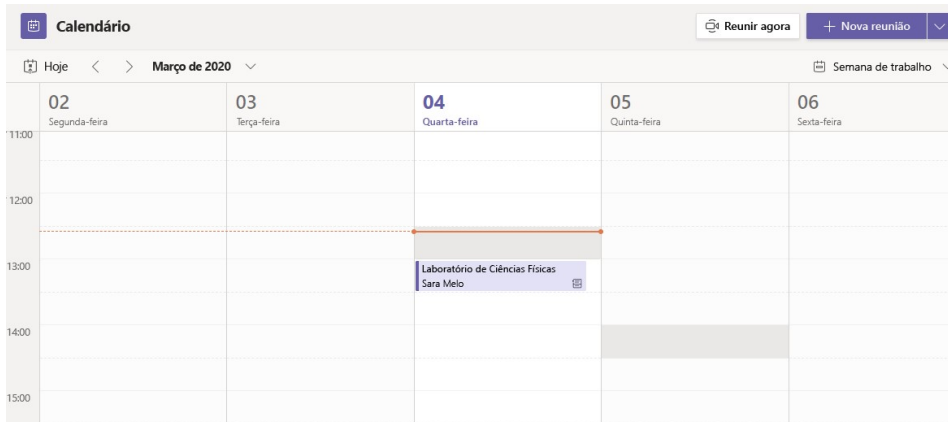 Calendário
Reunir agora
+ Nova reunião
Hoje
Março de 2020
Semana de trabalho
02
Segunda-feira
03
Terça-feira
04
Quarta-feira
05
Quinta-feira
06
Sexta-feira
11:00
12:00
13:00
Laboratório de Ciências Físicas
Sara Melo
14:00
15:00